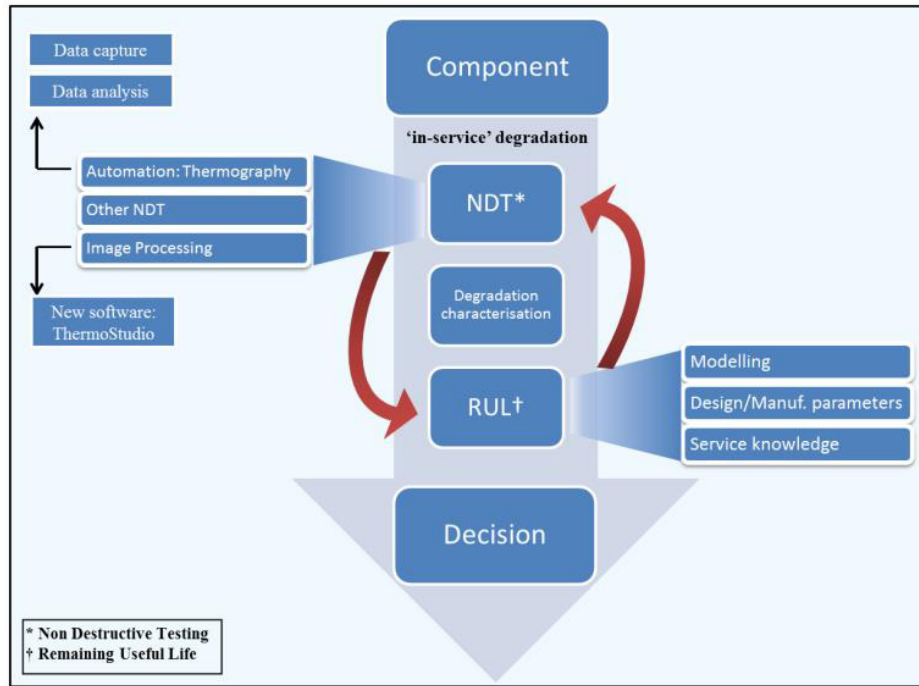 Data capture
Data analysis
Component
‘in-service’ degradation
Automation: Thermography
Other NDT
Image Processing
NDT*
New software:
ThermoStudio
Degradation
characterisation
RUL†
Modelling
Design/Manuf. parameters
Service knowledge
Decision
* Non Destructive Testing
† Remaining Useful Life